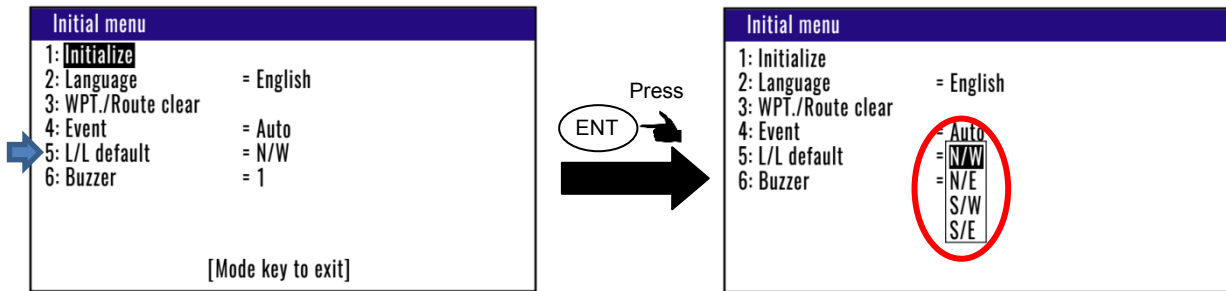 Initial menu
1: Initialize
2: Language = English
3: WPT./Route clear
4: Event = Auto
5: L/L default = N/W
6: Buzzer = 1
[Mode key to exit]
Press
ENT
Initial menu
1: Initialize
2: Language = English
3: WPT./Route clear
4: Event = Auto
5: L/L default = N/W
6: Buzzer = N/E
S/W
S/E